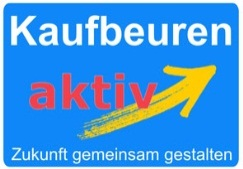 Kaufbeuren
aktiv
Zukunft gemeinsam gestalten